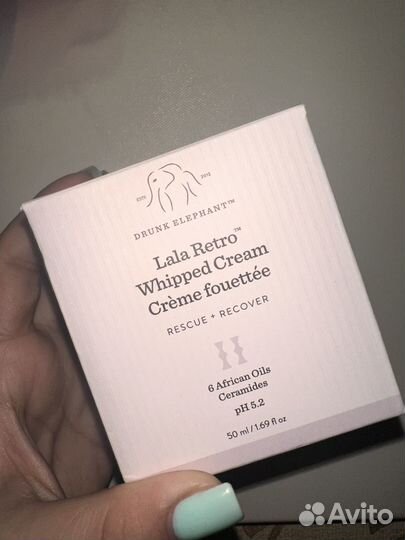 ESTD 2012
DRUNK ELEPHANT™
Lala Retro™
Whipped Cream
Crème fouettée
RESCUE + RECOVER
6 African Oils
Ceramides
pH 5.2
50 ml / 1.69 fl oz
Avito